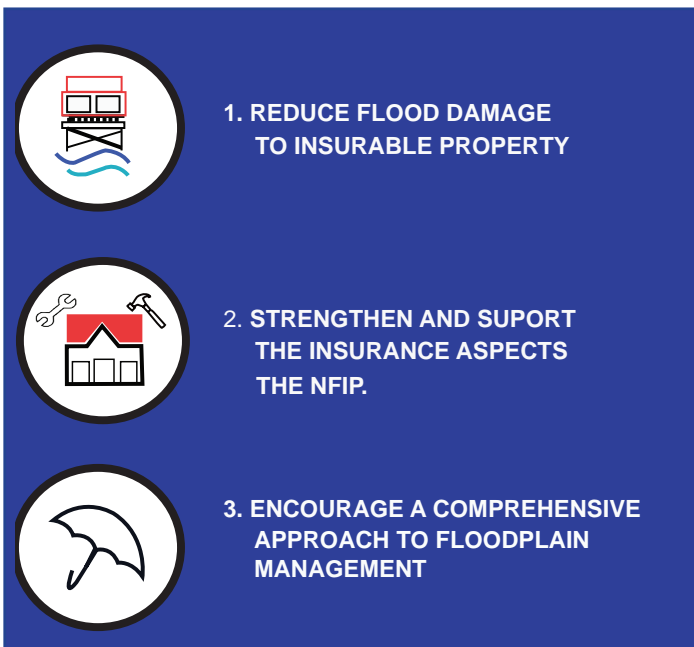 1. REDUCE FLOOD DAMAGE
TO INSURABLE PROPERTY
2. STRENGTHEN AND SUPORT
THE INSURANCE ASPECTS
THE NFIP.
3. ENCOURAGE A COMPREHENSIVE
APPROACH TO FLOODPLAIN
MANAGEMENT